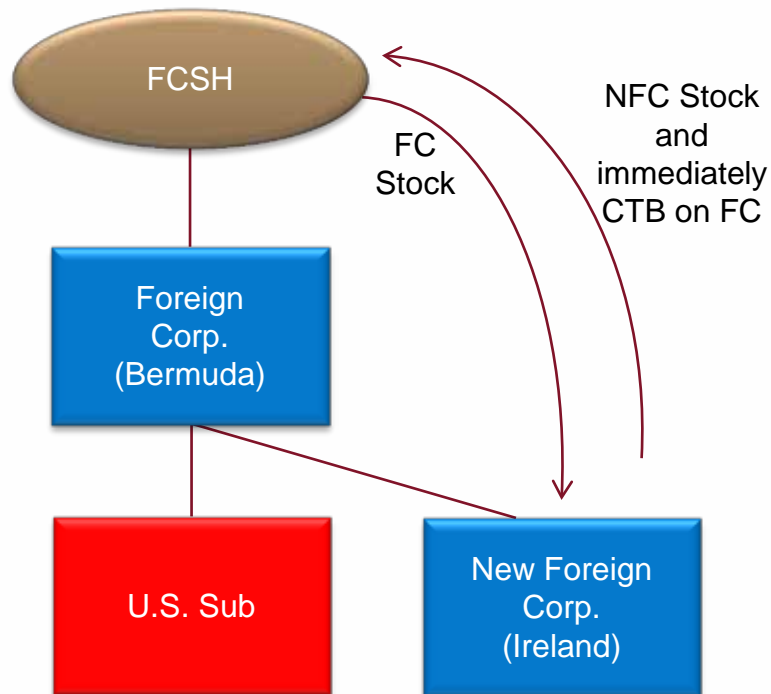 FCSH
FC
Stock
NFC Stock
and
immediately
CTB on FC
Foreign
Corp.
(Bermuda)
U.S. Sub
New Foreign
Corp.
(Ireland)